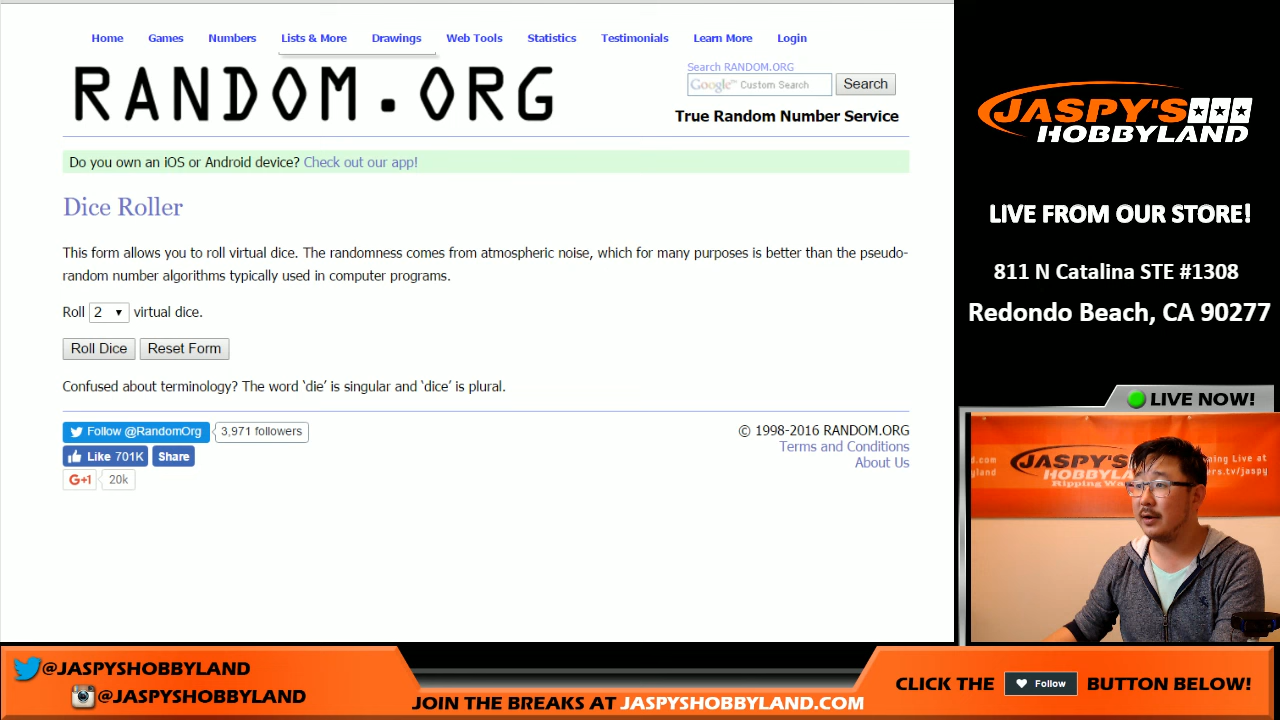 Home Games Numbers Lists & More Drawings Web Tools Statistics Testimonials Learn More Login
RANDOM.ORG
Search RANDOM.ORG
Google™ Custom Search Search
True Random Number Service
Do you own an iOS or Android device? Check out our app!
Dice Roller
This form allows you to roll virtual dice. The randomness comes from atmospheric noise, which for many purposes is better than the pseudo-
random number algorithms typically used in computer programs.
Roll 2 virtual dice.
Roll Dice Reset Form
Confused about terminology? The word ‘die’ is singular and ‘dice’ is plural.
Follow @RandomOrg 3,971 followers
Like 701K Share
G+1 20k
© 1998-2016 RANDOM.ORG
Terms and Conditions
About Us
JASPY'S
HOBBYLAND
LIVE FROM OUR STORE!
811 N Catalina STE #1308
Redondo Beach, CA 90277
LIVE NOW!
JASPY'S
HOBBYLAND
@JASPYSHOBBYLAND
@JASPYSHOBBYLAND
JOIN THE BREAKS AT JASPYSHOBBYLAND.COM
CLICK THE Follow BUTTON BELOW!